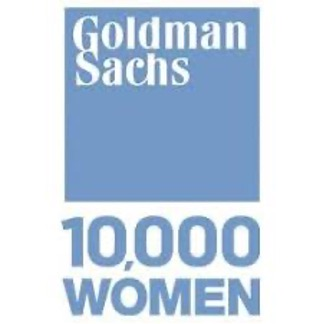 Goldman
Sachs
10,000
WOMEN